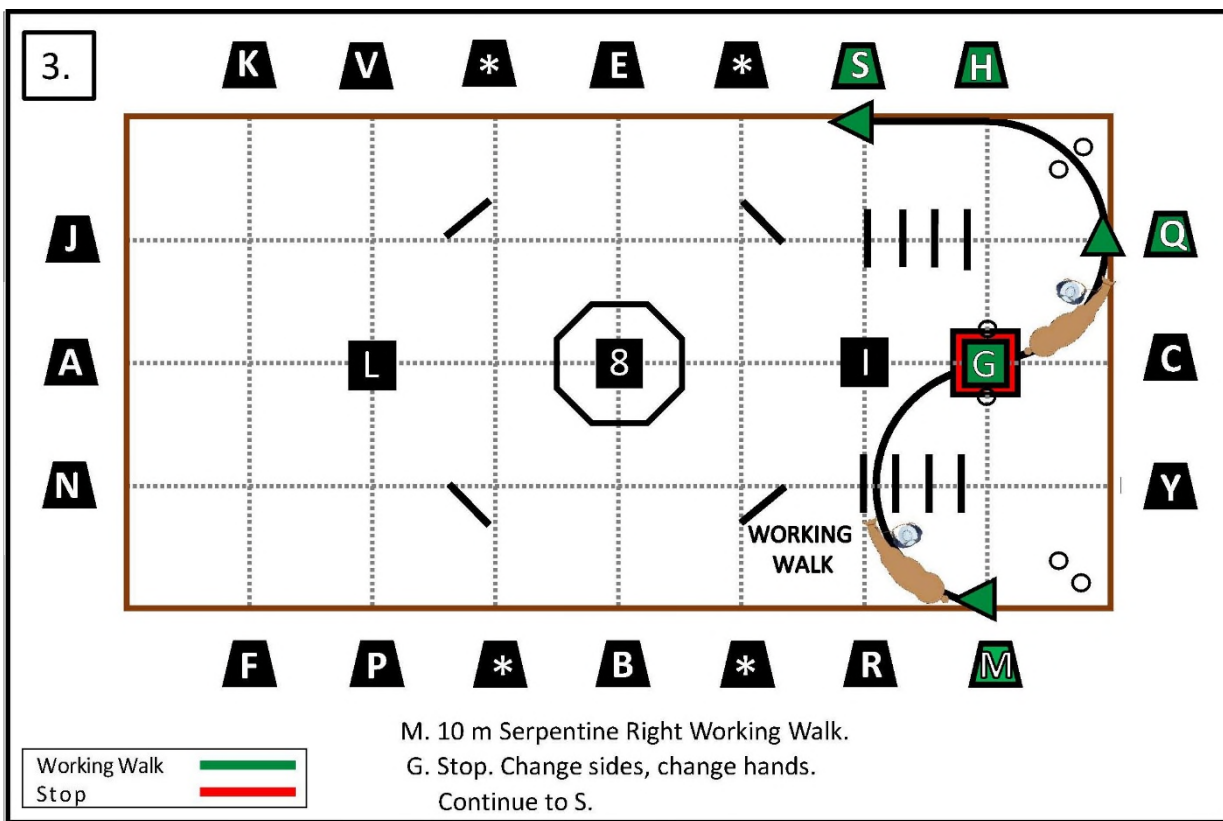 3.
K V * E * S H
J Q
A L 8 I G C
N Y
WORKING
WALK
F P * B * R M
M. 10 m Serpentine Right Working Walk.
G. Stop. Change sides, change hands.
Continue to S.
Working Walk
Stop